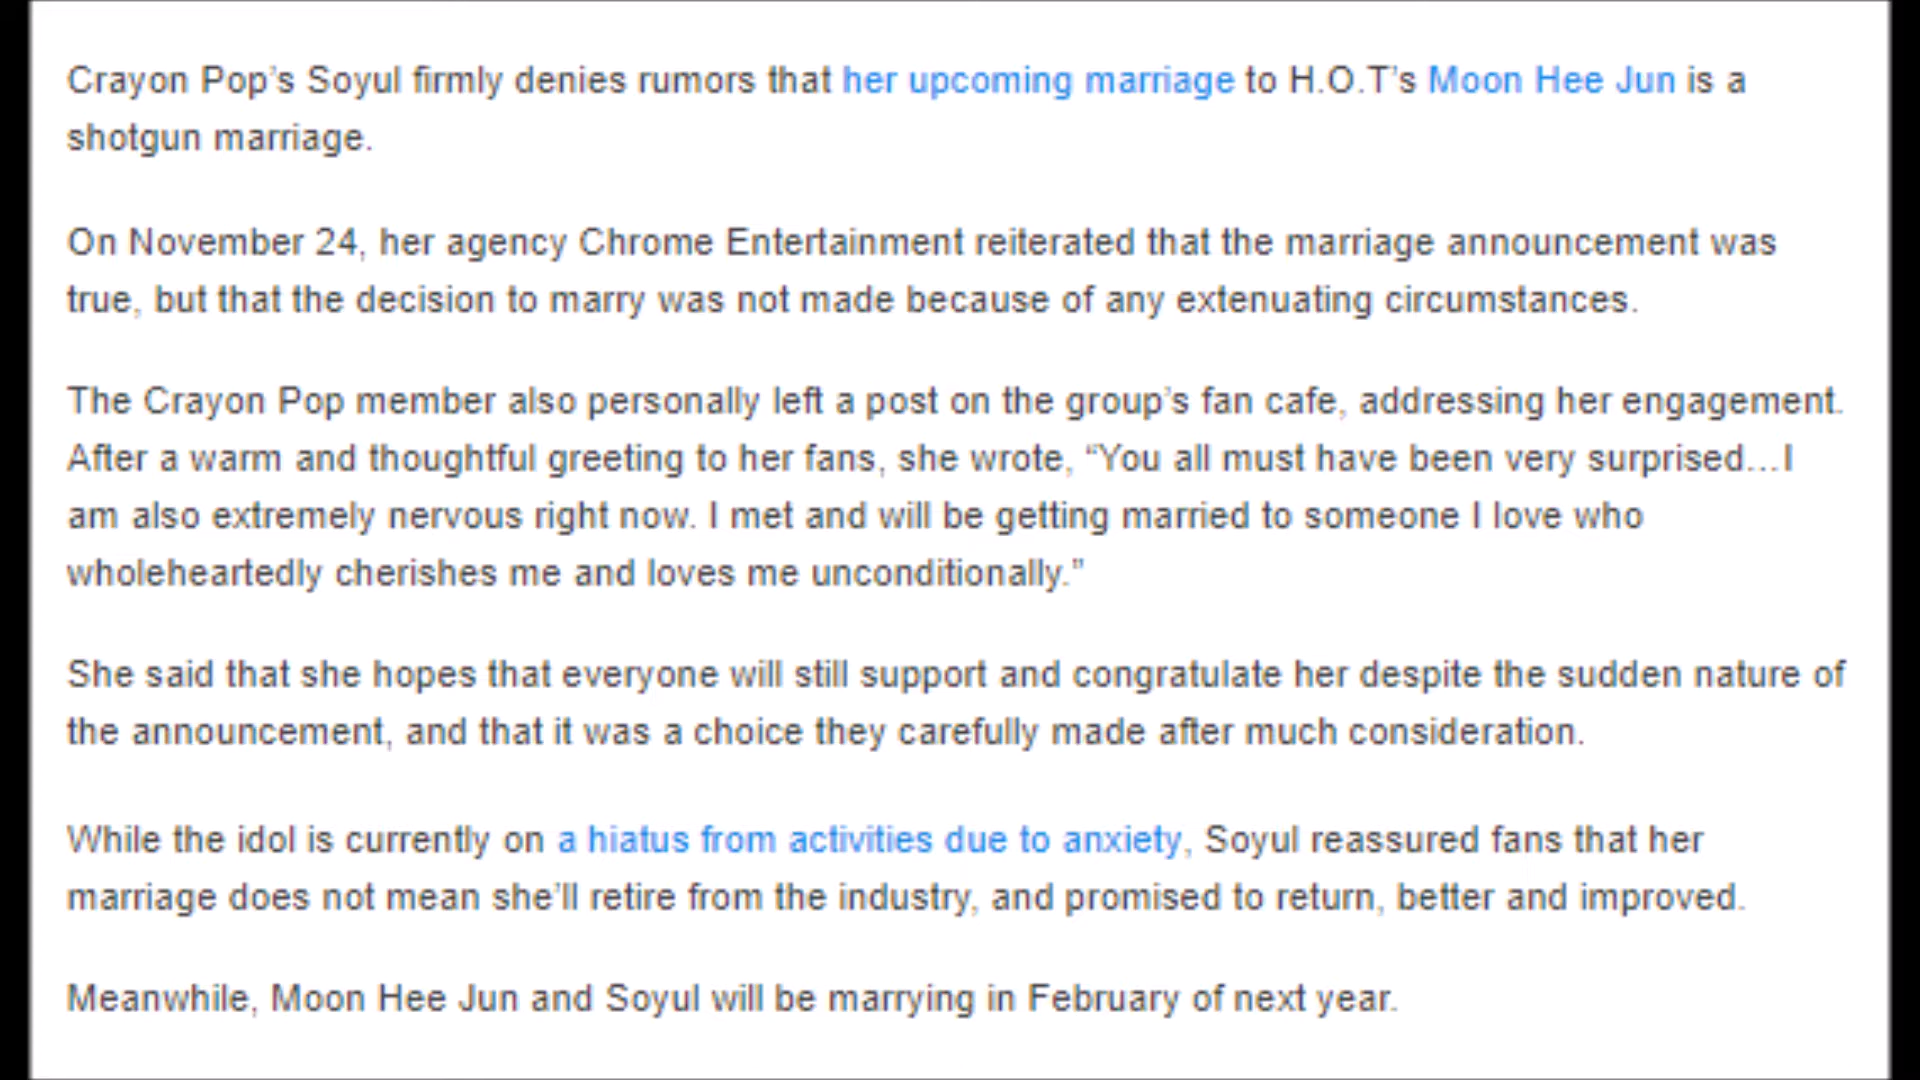 Crayon Pop’s Soyul firmly denies rumors that her upcoming marriage to H.O.T’s Moon Hee Jun is a
shotgun marriage.
On November 24, her agency Chrome Entertainment reiterated that the marriage announcement was
true, but that the decision to marry was not made because of any extenuating circumstances.
The Crayon Pop member also personally left a post on the group’s fan cafe, addressing her engagement.
After a warm and thoughtful greeting to her fans, she wrote, “You all must have been very surprised…I
am also extremely nervous right now. I met and will be getting married to someone I love who
wholeheartedly cherishes me and loves me unconditionally.”
She said that she hopes that everyone will still support and congratulate her despite the sudden nature of
the announcement, and that it was a choice they carefully made after much consideration.
While the idol is currently on a hiatus from activities due to anxiety, Soyul reassured fans that her
marriage does not mean she’ll retire from the industry, and promised to return, better and improved.
Meanwhile, Moon Hee Jun and Soyul will be marrying in February of next year.